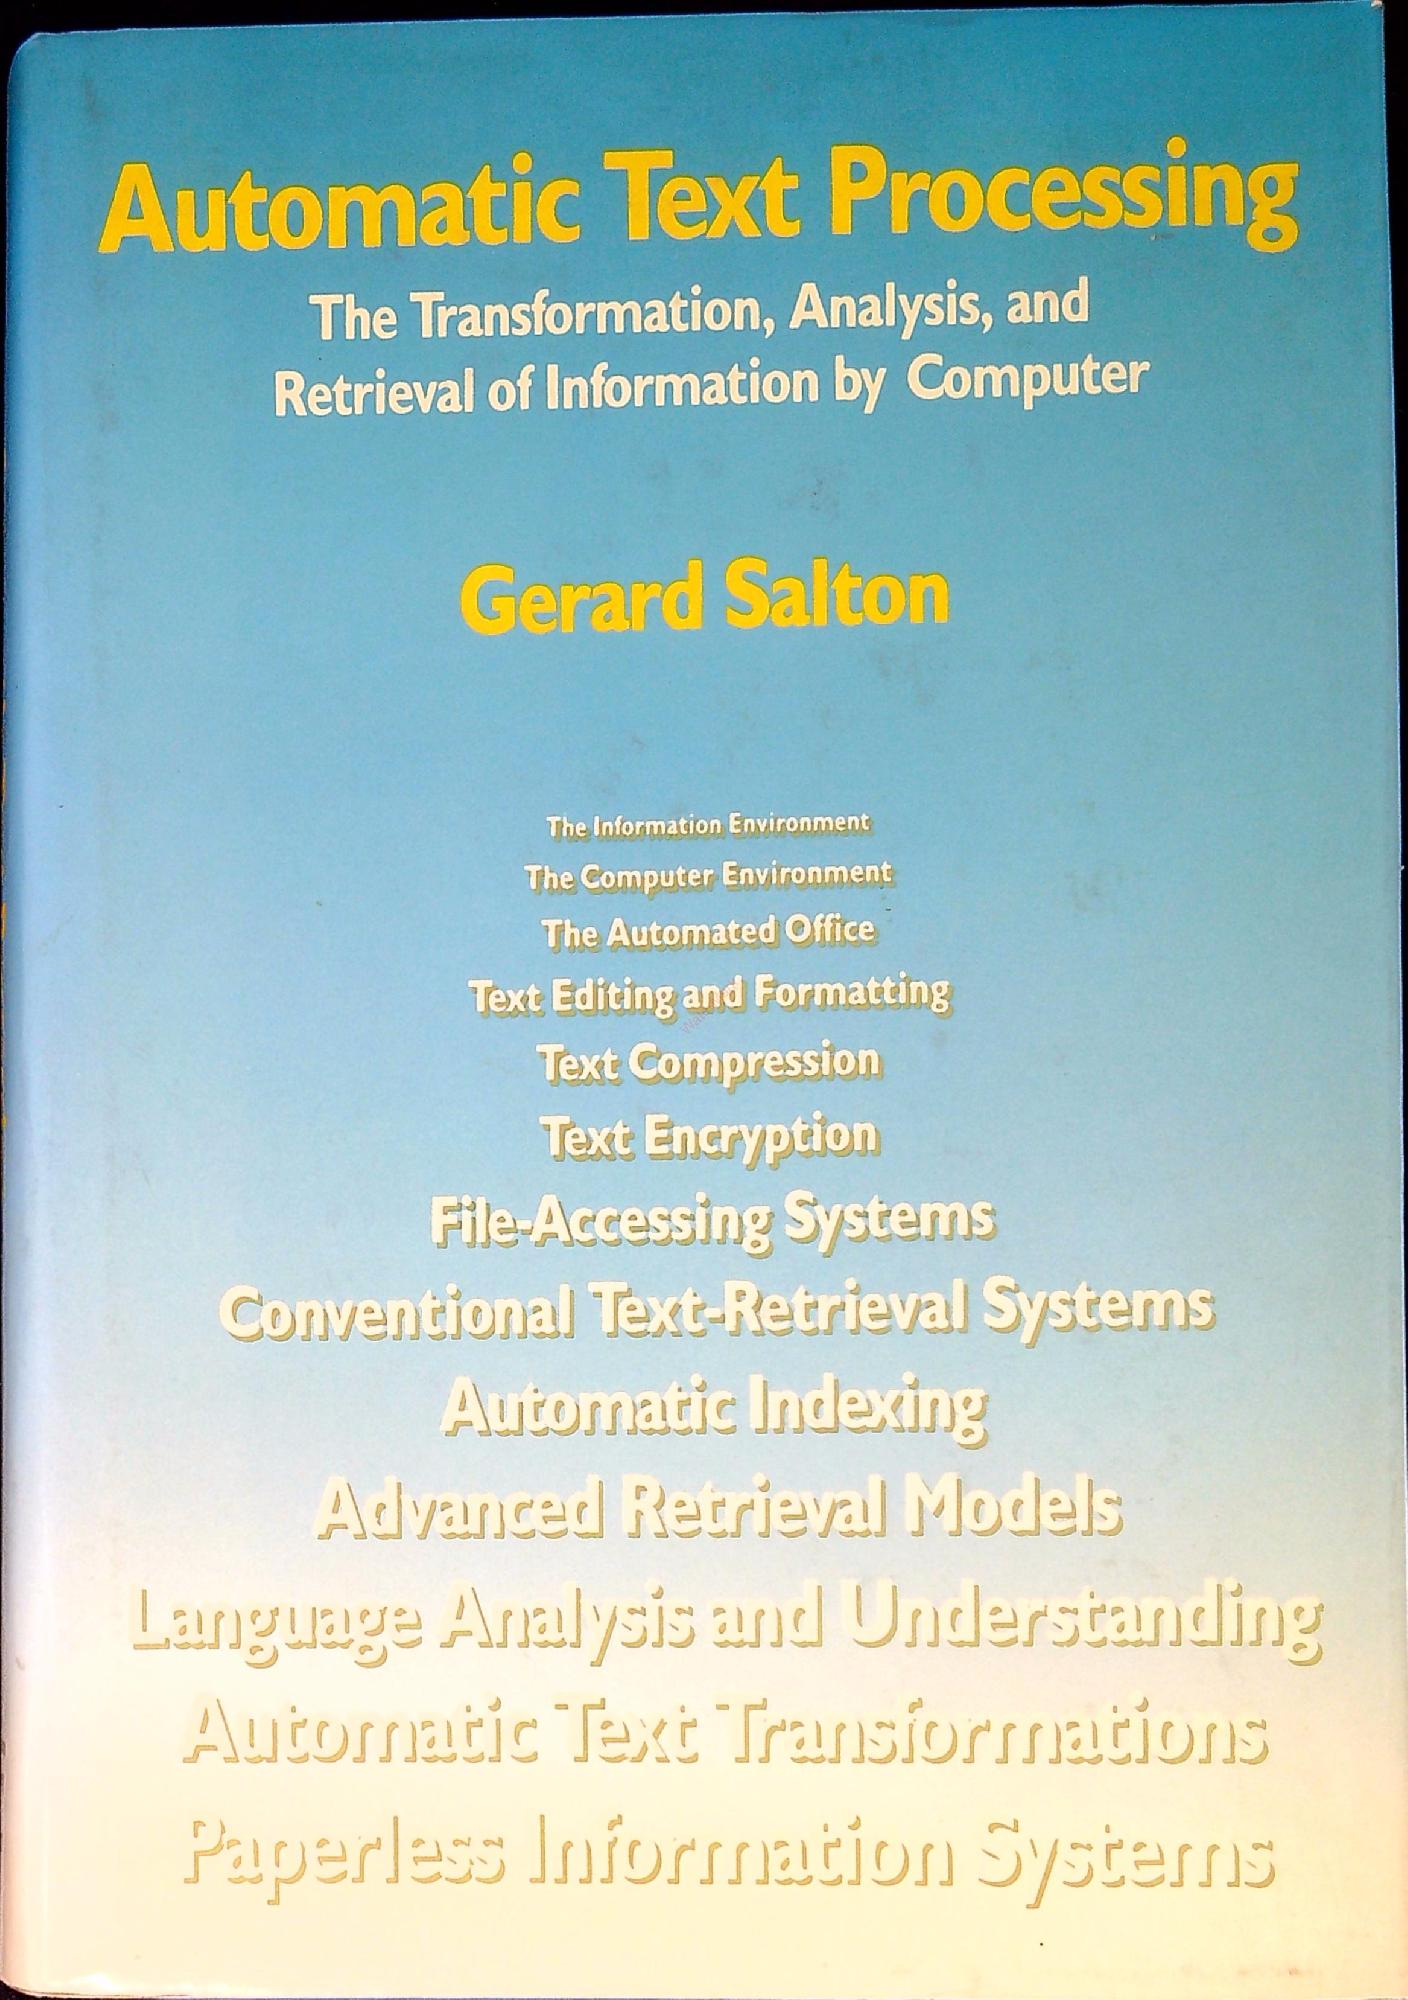 Automatic Text Processing
The Transformation, Analysis, and
Retrieval of Information by Computer
Gerard Salton
The Information Environment
The Computer Environment
The Automated Office
Text Editing and Formatting
Text Compression
Text Encryption
File-Accessing Systems
Conventional Text-Retrieval Systems
Automatic Indexing
Advanced Retrieval Models
Language Analysis and Understanding
Automatic Text Transformations
Paperless Information Systems